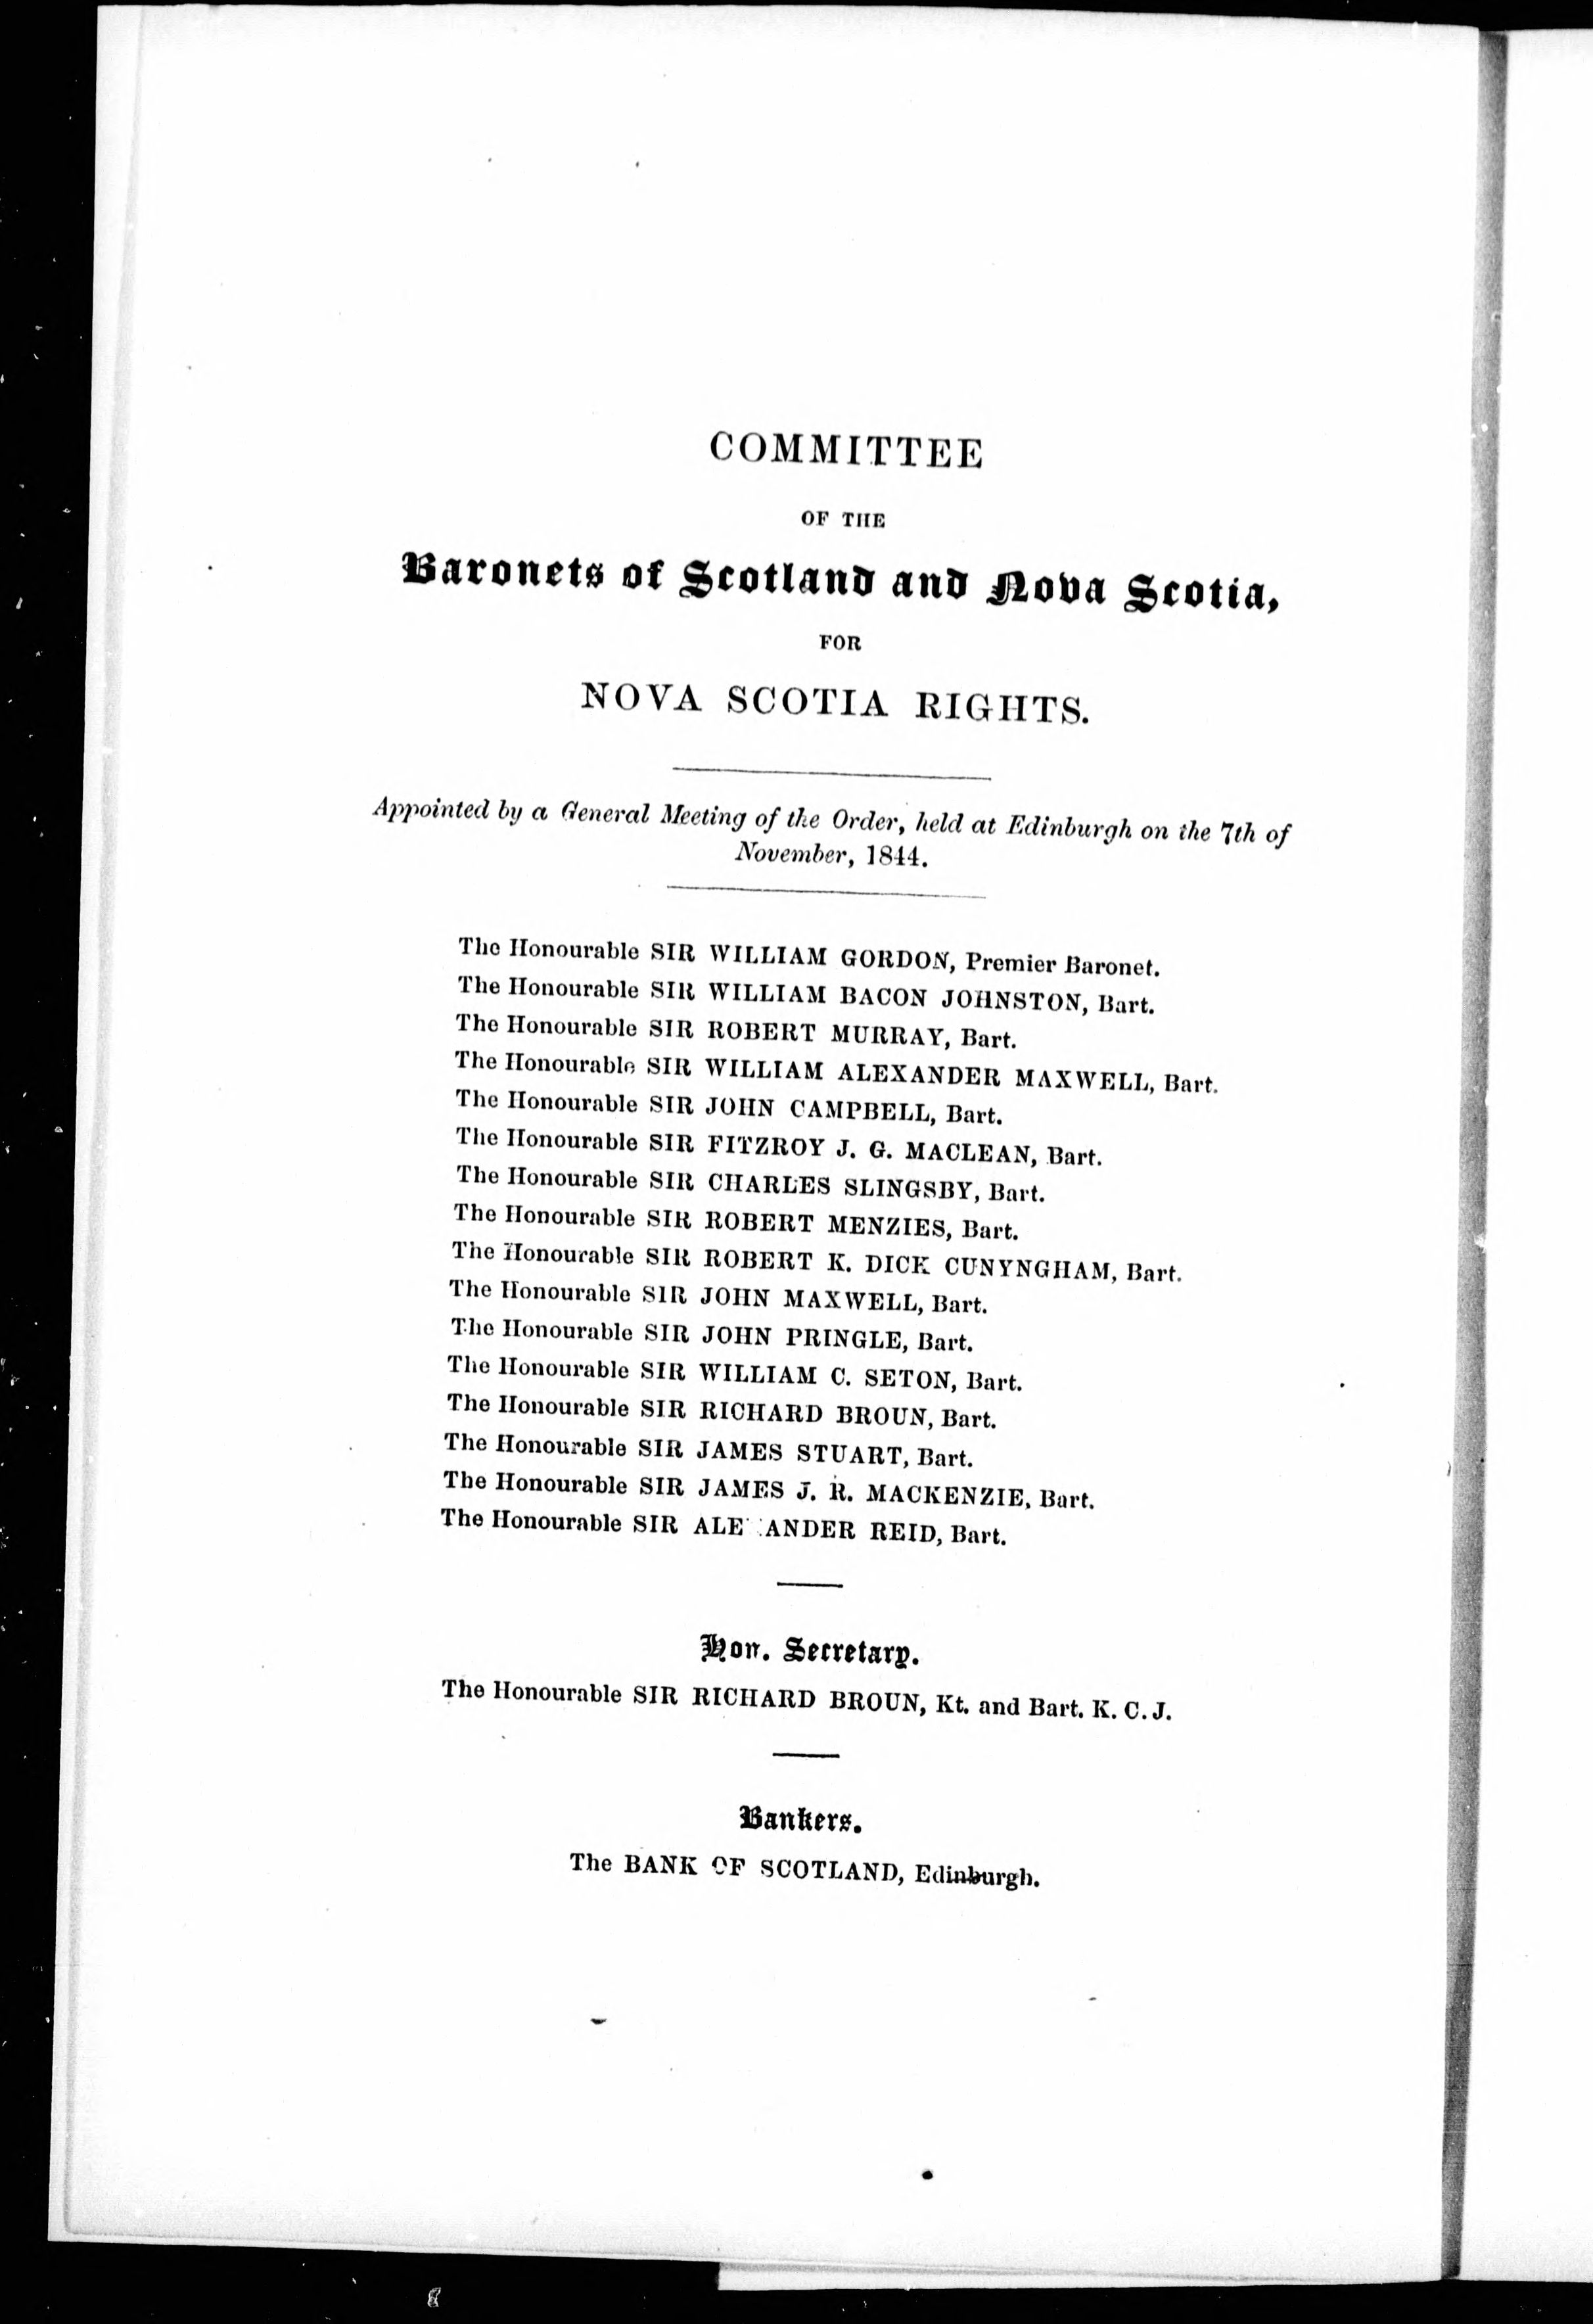 COMMITTEE
OF THE
Baronets of Scotland and Nova Scotia,
FOR
NOVA SCOTIA RIGHTS.
Appointed by a General Meeting of the Order, held at Edinburgh on the 7th of
November, 1844.
The Honourable SIR WILLIAM GORDON, Premier Baronet.
The Honourable SIR WILLIAM BACON JOHNSTON, Bart.
The Honourable SIR ROBERT MURRAY, Bart.
The Honourable SIR WILLIAM ALEXANDER MAXWELL, Bart.
The Honourable SIR JOHN CAMPBELL, Bart.
The Honourable SIR FITZROY J. G. MACLEAN, Bart.
The Honourable SIR CHARLES SLINGSBY, Bart.
The Honourable SIR ROBERT MENZIES, Bart.
The Honourable SIR ROBERT K. DICK CUNYNGHAM, Bart.
The Honourable SIR JOHN MAXWELL, Bart.
The Honourable SIR JOHN PRINGLE, Bart.
The Honourable SIR WILLIAM C. SETON, Bart.
The Honourable SIR RICHARD BROUN, Bart.
The Honourable SIR JAMES STUART, Bart.
The Honourable SIR JAMES J. R. MACKENZIE, Bart.
The Honourable SIR ALE ANDER REID, Bart.
Hon. Secretary.
The Honourable SIR RICHARD BROUN, Kt. and Bart. K. C. J.
Bankers.
The BANK OF SCOTLAND, Edinburgh.